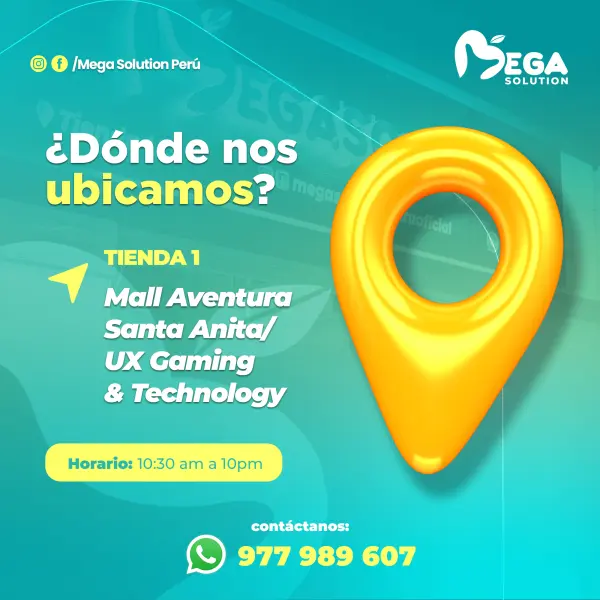 /Mega Solution Perú
MEGA
SOLUTION
¿Dónde nos
ubicamos?
TIENDA 1
Mall Aventura
Santa Anita/
UX Gaming
& Technology
Horario: 10:30 am a 10pm
contáctanos:
977 989 607